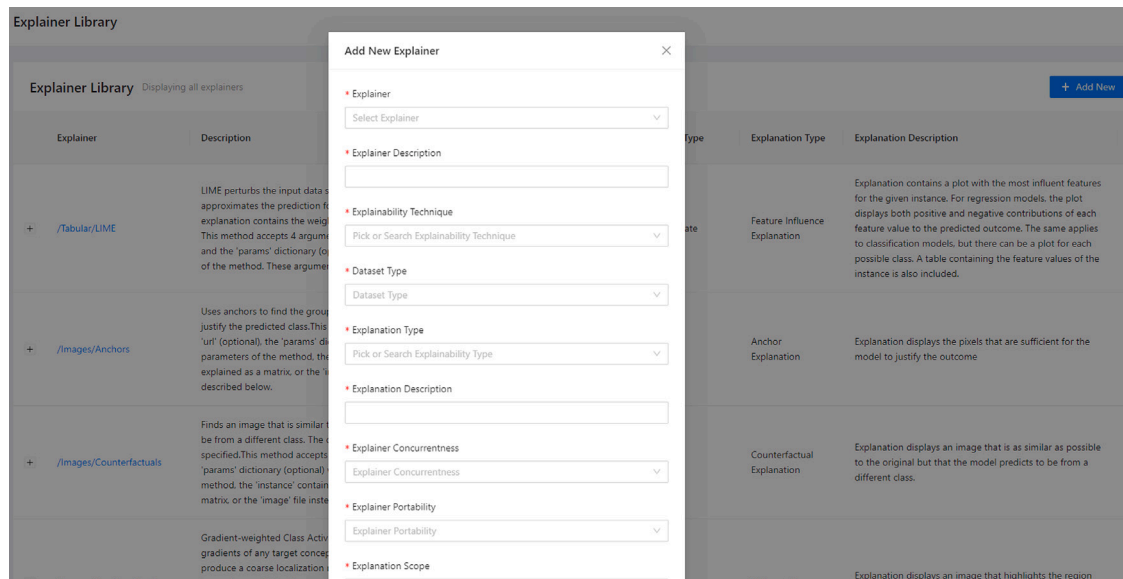 Explainer Library
Add New Explainer
Explainer Library Displaying all explainers
+ Add New
* Explainer
Select Explainer
* Explainer Description
* Explainability Technique
Pick or Search Explainability Technique
* Dataset Type
Dataset Type
* Explanation Type
Pick or Search Explainability Type
* Explanation Description
* Explainer Concurrentness
Explainer Concurrentness
* Explainer Portability
Explainer Portability
* Explanation Scope
Explainer
Description
Type
Explanation Type
Explanation Description
+ /Tabular/LIME
LIME perturbs the input data s
approximates the prediction fo
explanation contains the weig
This method accepts 4 argume
and the 'params' dictionary (op
of the method. These argumen
ate
Feature Influence
Explanation
Explanation contains a plot with the most influent features
for the given instance. For regression models, the plot
displays both positive and negative contributions of each
feature value to the predicted outcome. The same applies
to classification models, but there can be a plot for each
possible class. A table containing the feature values of the
instance is also included.
+ /Images/Anchors
Uses anchors to find the group
justify the predicted class.This
'url' (optional), the 'params' di
parameters of the method, the
explained as a matrix, or the 'i
described below.
Anchor
Explanation
Explanation displays the pixels that are sufficient for the
model to justify the outcome
+ /Images/Counterfactuals
Finds an image that is similar t
be from a different class. The
specified.This method accepts
'params' dictionary (optional)
method, the 'instance' contain
matrix, or the 'image' file inste
Counterfactual
Explanation
Explanation displays an image that is as similar as possible
to the original but that the model predicts to be from a
different class.
Gradient-weighted Class Activ
gradients of any target concep
produce a coarse localization
Explanation displays an image that highlights the region